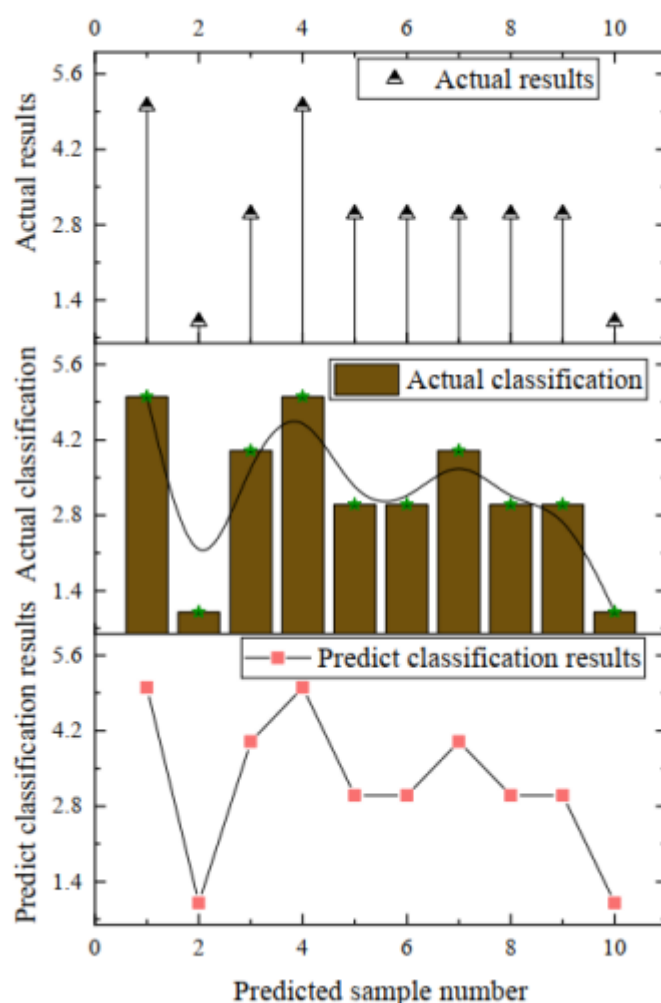 0 2 4 6 8 10
Actual results
5.6
4.2
2.8
1.4
Actual results
Actual classification
5.6
4.2
2.8
1.4
Actual classification
Predict classification results
5.6
4.2
2.8
1.4
Predict classification results
0 2 4 6 8 10
Predicted sample number